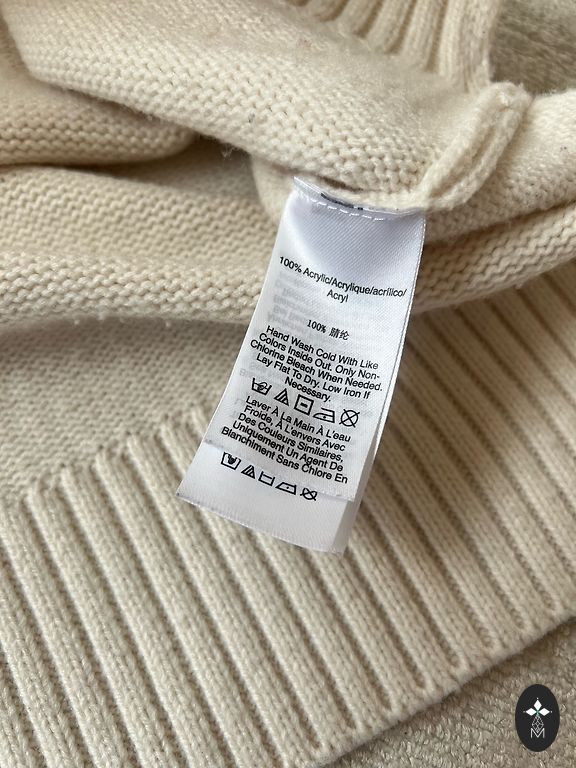 100% Acrylic/Acrylique/acrílico/
Acryl
100% 腈纶
Hand Wash Cold With Like
Colors Inside Out. Only Non-
Chlorine Bleach When Needed.
Lay Flat To Dry. Low Iron If
Necessary.
Laver À La Main À L'eau
Froide, À L'envers Avec
Des Couleurs Similaires,
Uniquement Un Agent De
Blanchiment Sans Chlore En
M